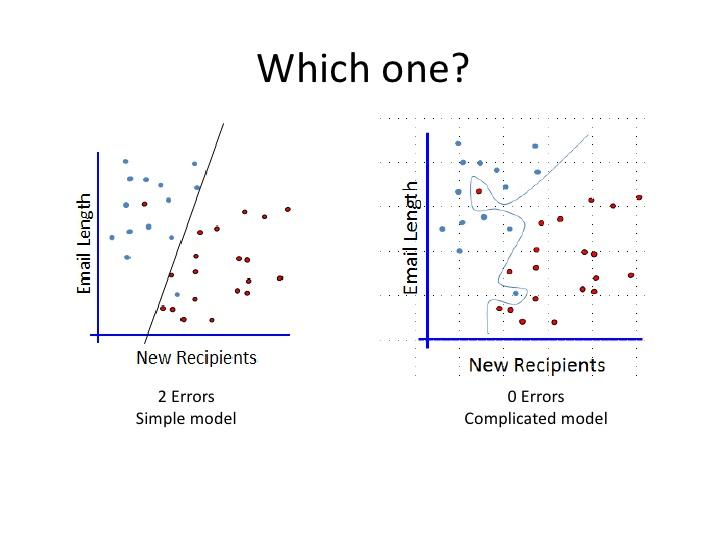 Which one?
Email Length
New Recipients
2 Errors
Simple model
Email Length
New Recipients
0 Errors
Complicated model